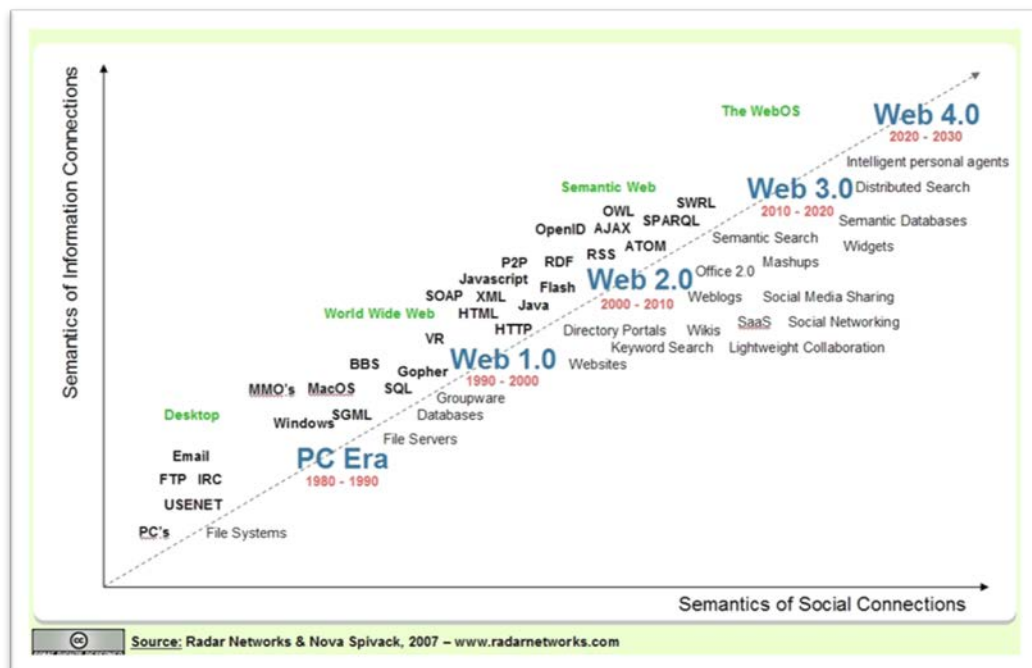 Semantics of Information Connections
The WebOS
Web 4.0
2020 - 2030
Intelligent personal agents
Semantic Web
Web 3.0
Distributed Search
2010 - 2020
SWRL
OWL
SPARQL
Semantic Databases
OpenID
AJAX
Semantic Search
Widgets
ATOM
RSS
P2P
RDF
Mashups
Office 2.0
Javascript
Web 2.0
Flash
SOAP
XML
Weblogs
Social Media Sharing
2000 - 2010
Java
World Wide Web
HTML
HTTP
Directory Portals
Wikis
SaaS
Social Networking
VR
Keyword Search
Lightweight Collaboration
Web 1.0
Websites
BBS
Gopher
1990 - 2000
MMO's
MacOS
SQL
Groupware
Desktop
SGML
Databases
Windows
File Servers
Email
PC Era
1980 - 1990
FTP
IRC
USENET
PC's
File Systems
Semantics of Social Connections
cc
Source: Radar Networks & Nova Spivack, 2007 – www.radarnetworks.com